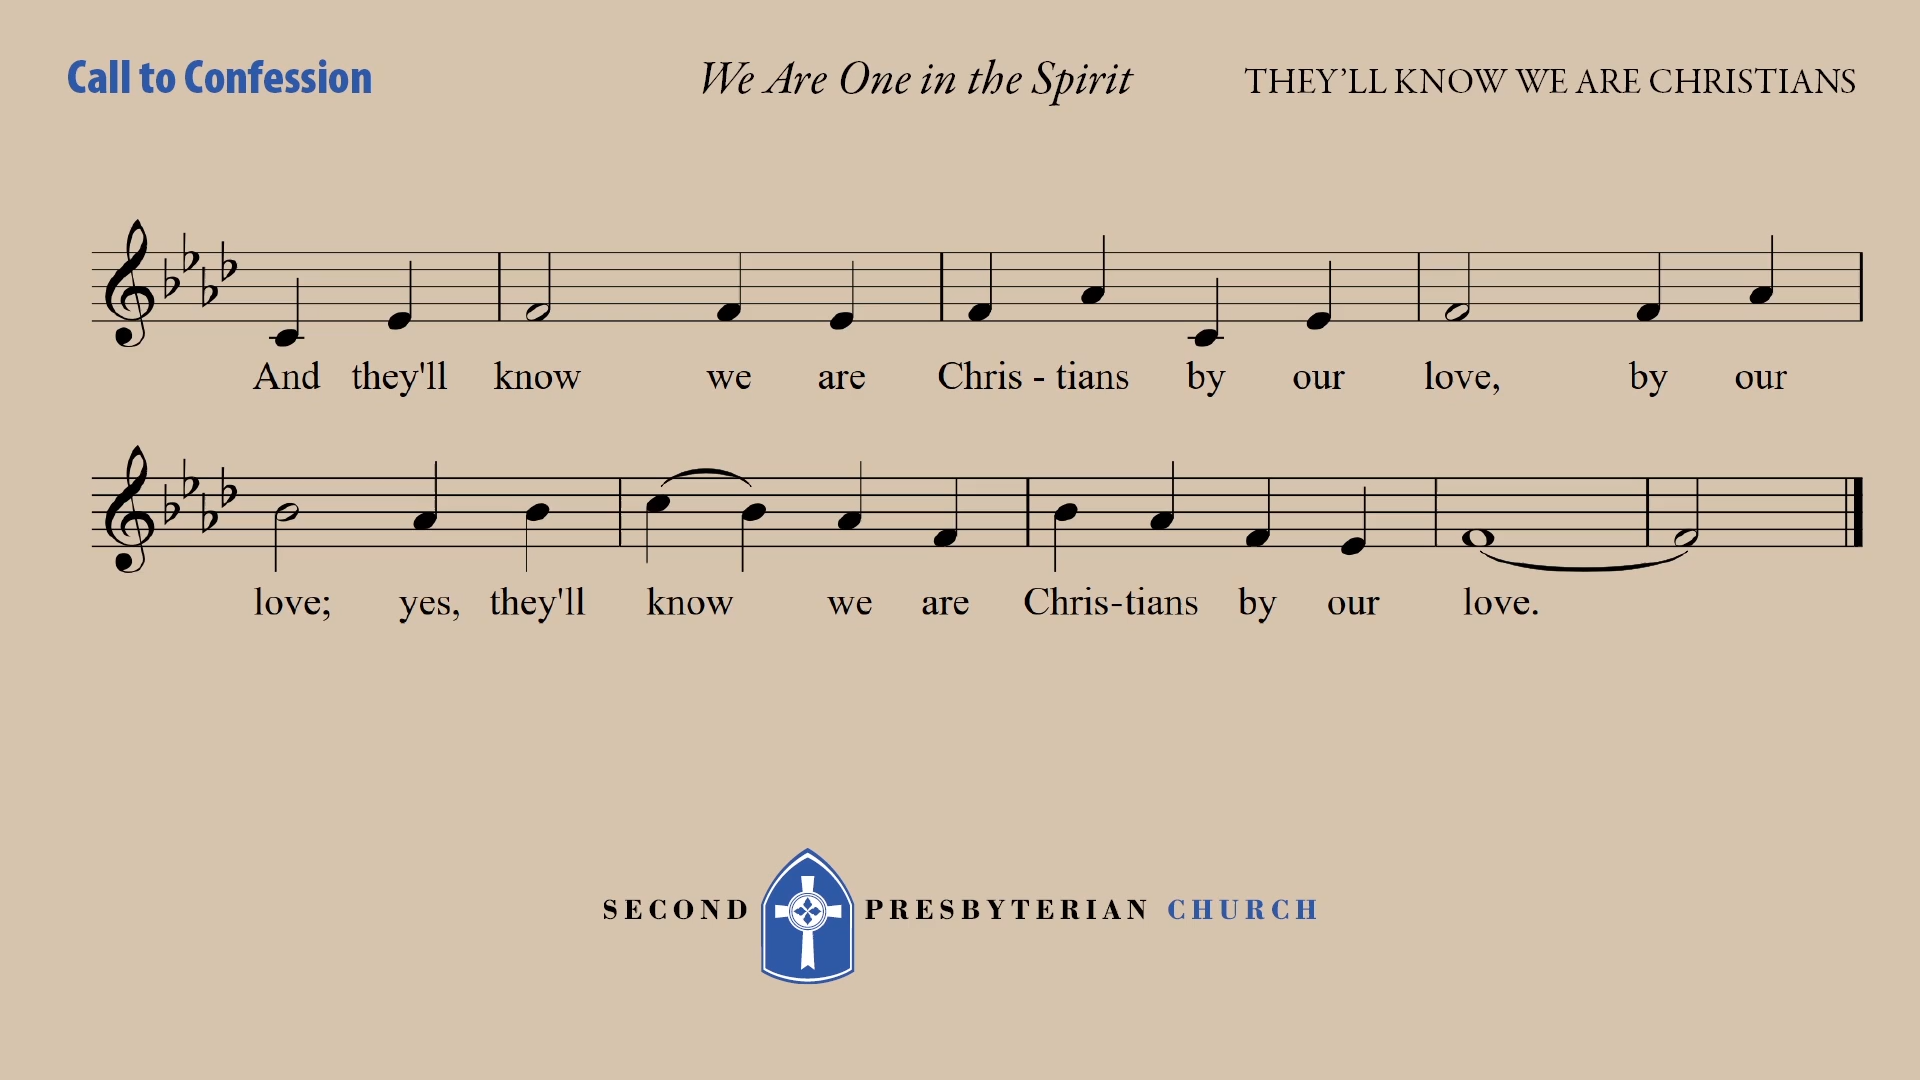 Call to Confession We Are One in the Spirit THEY’LL KNOW WE ARE CHRISTIANS
And they'll know we are Chris - tians by our love, by our
love; yes, they'll know we are Chris-tians by our love.
SECOND PRESBYTERIAN CHURCH